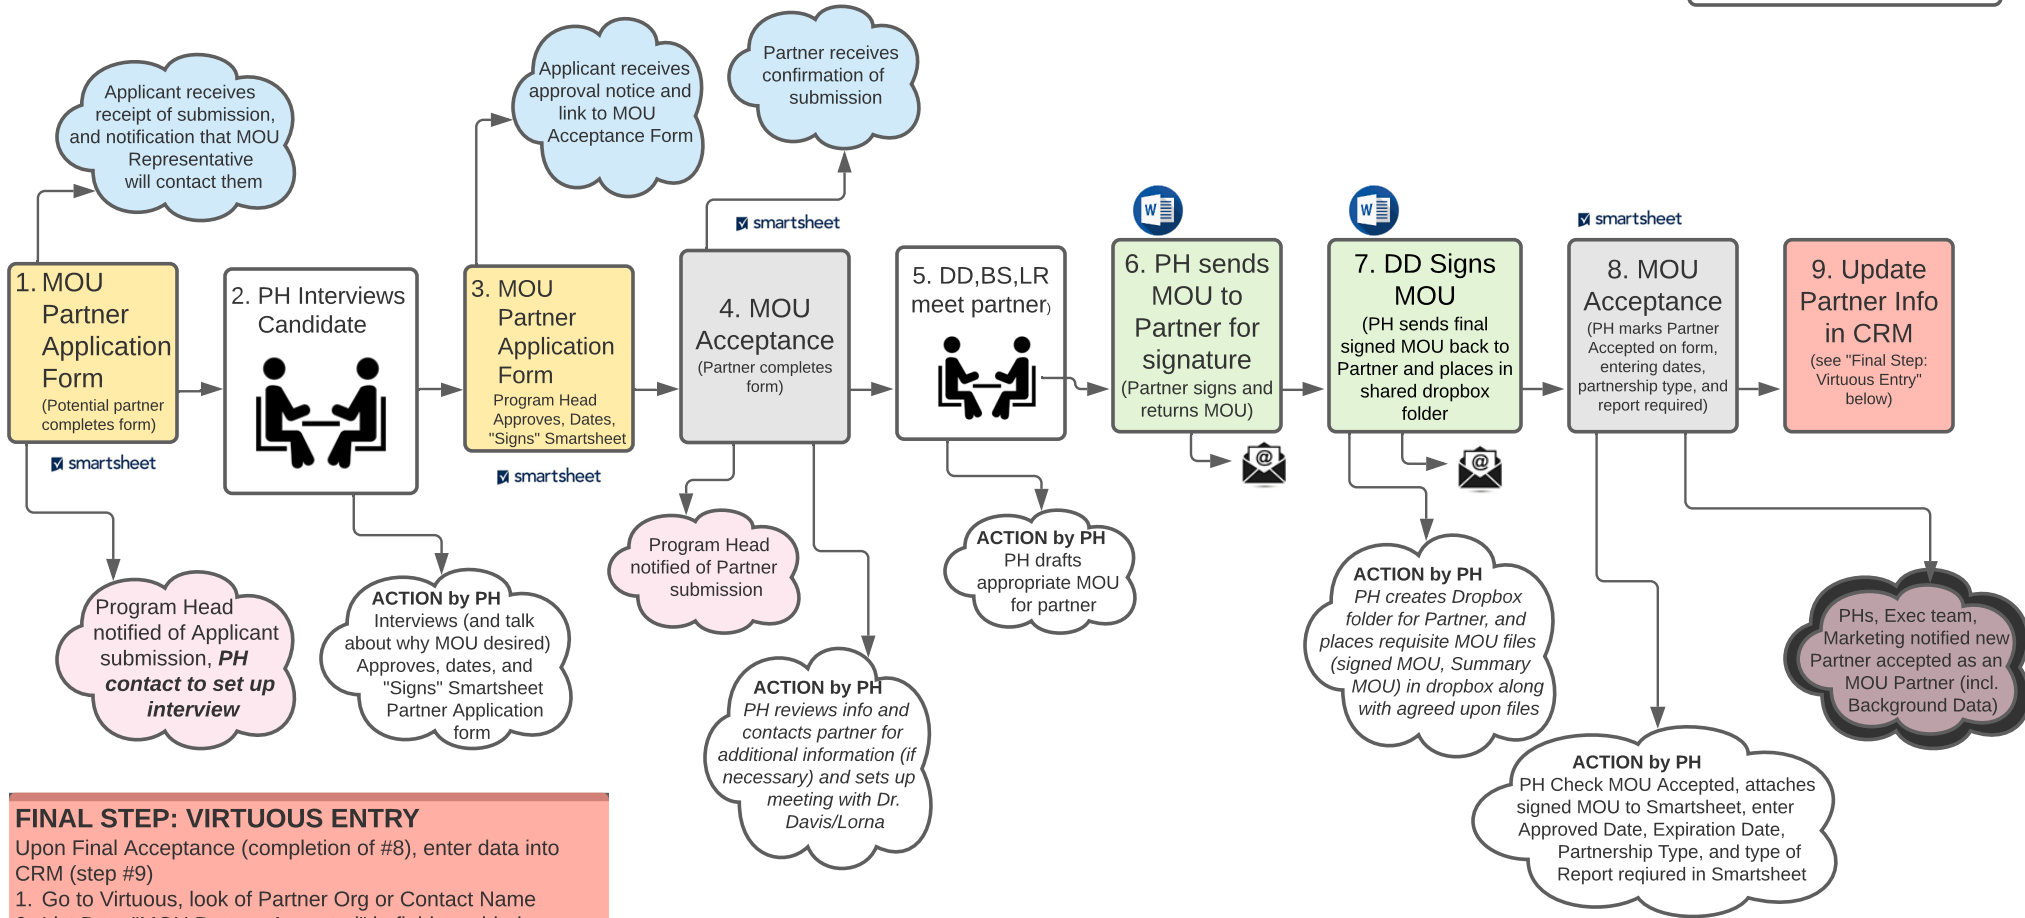 Applicant receives
receipt of submission,
and notification that MOU
Representative
will contact them
Applicant receives
approval notice and
link to MOU
Acceptance Form
Partner receives
confirmation of
submission
1. MOU
Partner
Application
Form
(Potential partner
completes form)
smartsheet
2. PH Interviews
Candidate
3. MOU
Partner
Application
Form
Program Head
Approves, Dates,
"Signs" Smartsheet
smartsheet
smartsheet
4. MOU
Acceptance
(Partner completes
form)
5. DD,BS,LR
meet partner)
W
6. PH sends
MOU to
Partner for
signature
(Partner signs and
returns MOU)
@
W
7. DD Signs
MOU
(PH sends final
signed MOU back to
Partner and places in
shared dropbox
folder
@
smartsheet
8. MOU
Acceptance
(PH marks Partner
Accepted on form,
entering dates,
partnership type, and
report required)
9. Update
Partner Info
in CRM
(see "Final Step:
Virtuous Entry"
below)
Program Head
notified of Applicant
submission, PH
contact to set up
interview
ACTION by PH
Interviews (and talk
about why MOU desired)
Approves, dates, and
"Signs" Smartsheet
Partner Application
form
Program Head
notified of Partner
submission
ACTION by PH
PH reviews info and
contacts partner for
additional information (if
necessary) and sets up
meeting with Dr.
Davis/Lorna
ACTION by PH
PH drafts
appropriate MOU
for partner
ACTION by PH
PH creates Dropbox
folder for Partner, and
places requisite MOU files
(signed MOU, Summary
MOU) in dropbox along
with agreed upon files
ACTION by PH
PH Check MOU Accepted, attaches
signed MOU to Smartsheet, enter
Approved Date, Expiration Date,
Partnership Type, and type of
Report reqiured in Smartsheet
PHs, Exec team,
Marketing notified new
Partner accepted as an
MOU Partner (incl.
Background Data)
FINAL STEP: VIRTUOUS ENTRY
Upon Final Acceptance (completion of #8), enter data into
CRM (step #9)
1. Go to Virtuous, look of Partner Org or Contact Name